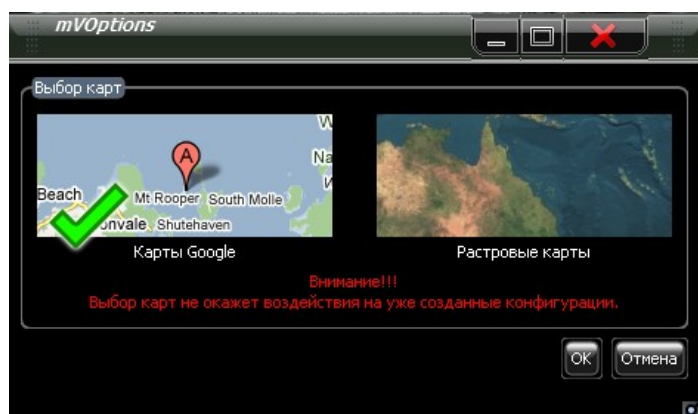 mVOptions
Выбор карт
A
Beach
Mt Rooper South Molle
Shutehaven
Na
Карты Google
Растровые карты
Внимание!!!
Выбор карт не окажет воздействия на уже созданные конфигурации.
OK Отмена